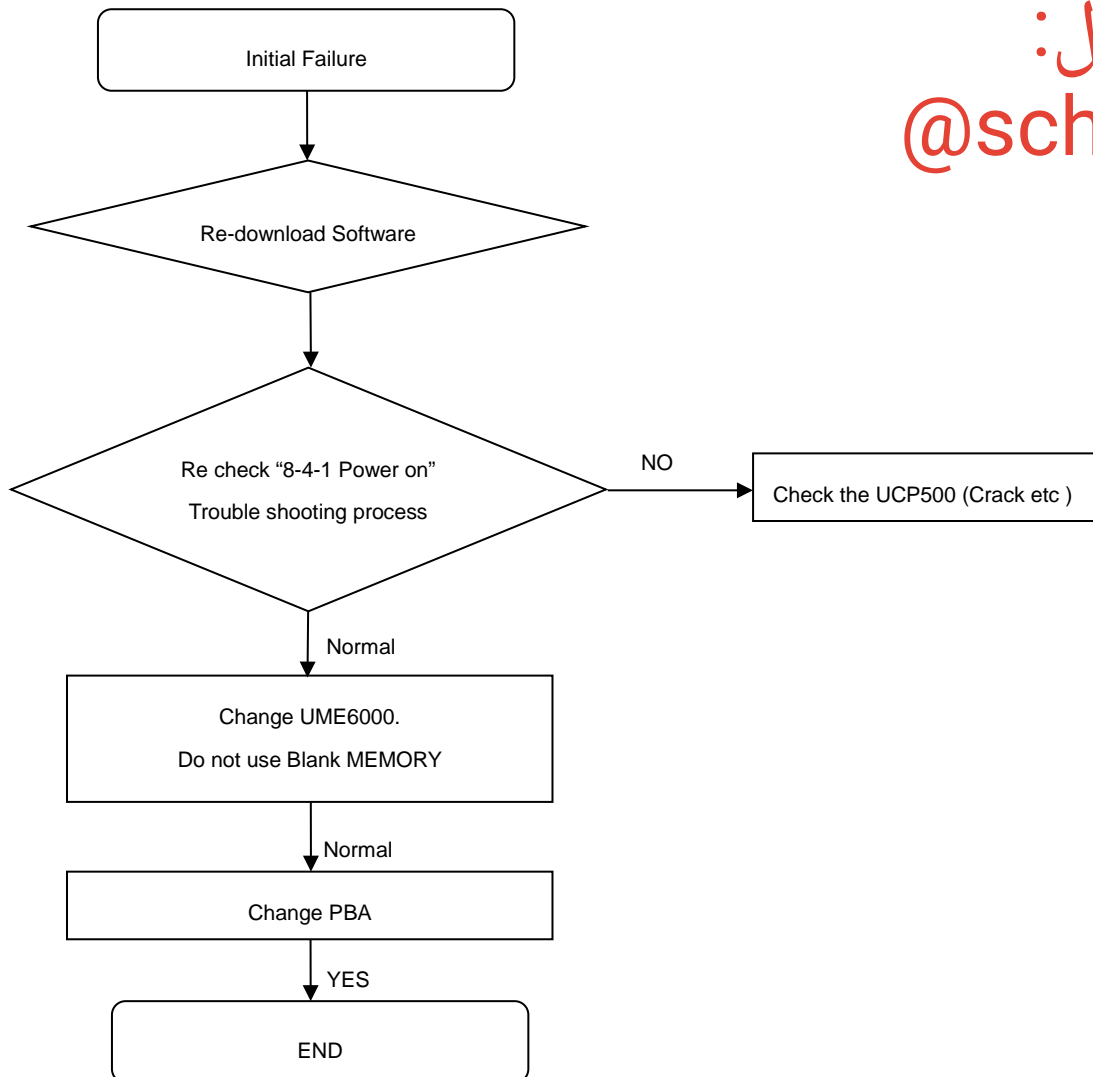 Initial Failure
@sch
Re-download Software
Re check “8-4-1 Power on”
Trouble shooting process
NO
Check the UCP500 (Crack etc )
Normal
Change UME6000.
Do not use Blank MEMORY
Normal
Change PBA
YES
END